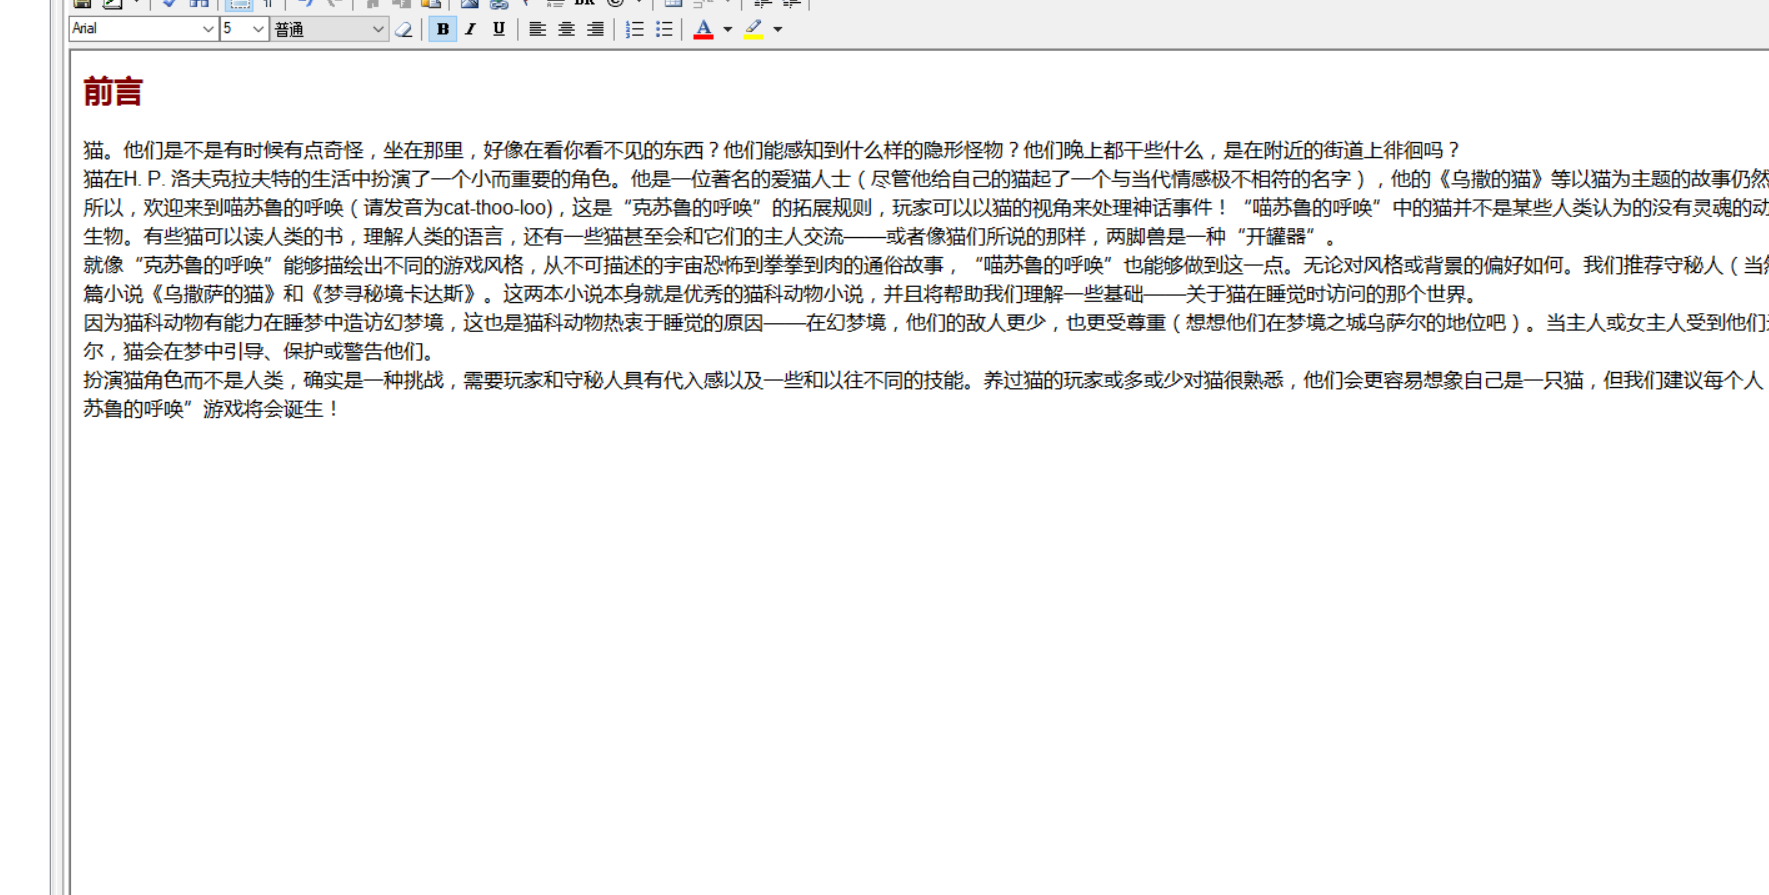 BR
Arial 5 普通 B I U A
前言
猫。他们是不是有时候有点奇怪，坐在那里，好像在看你看不见的东西？他们能感知到什么样的隐形怪物？他们晚上都干些什么，是在附近的街道上徘徊吗？
猫在H. P. 洛夫克拉夫特的生活中扮演了一个小而重要的角色。他是一位著名的爱猫人士（尽管他给自己的猫起了一个与当代情感极不相符的名字），他的《乌撒的猫》等以猫为主题的故事仍然
所以，欢迎来到喵苏鲁的呼唤（请发音为cat-thoo-loo)，这是“克苏鲁的呼唤”的拓展规则，玩家可以以猫的视角来处理神话事件！“喵苏鲁的呼唤”中的猫并不是某些人类认为的没有灵魂的动
生物。有些猫可以读人类的书，理解人类的语言，还有一些猫甚至会和它们的主人交流——或者像猫们所说的那样，两脚兽是一种“开罐器”。
就像“克苏鲁的呼唤”能够描绘出不同的游戏风格，从不可描述的宇宙恐怖到拳拳到肉的通俗故事，“喵苏鲁的呼唤”也能够做到这一点。无论对风格或背景的偏好如何。我们推荐守秘人（当然
篇小说《乌撒萨的猫》和《梦寻秘境卡达斯》。这两本小说本身就是优秀的猫科动物小说，并且将帮助我们理解一些基础——关于猫在睡觉时访问的那个世界。
因为猫科动物有能力在睡梦中造访幻梦境，这也是猫科动物热衷于睡觉的原因——在幻梦境，他们的敌人更少，也更受尊重（想想他们在梦境之城乌萨尔的地位吧）。当主人或女主人受到他们
尔，猫会在梦中引导、保护或警告他们。
扮演猫角色而不是人类，确实是一种挑战，需要玩家和守秘人具有代入感以及一些和以往不同的技能。养过猫的玩家或多或少对猫很熟悉，他们会更容易想象自己是一只猫，但我们建议每个人
苏鲁的呼唤”游戏将会诞生！